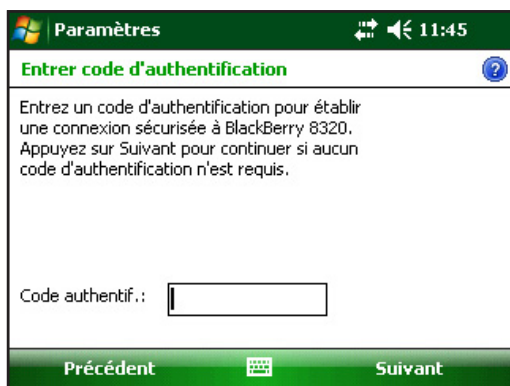 Paramètres 11:45
Entrer code d'authentification
?
Entrez un code d'authentification pour établir
une connexion sécurisée à BlackBerry 8320.
Appuyez sur Suivant pour continuer si aucun
code d'authentification n'est requis.
Code authentif.:
Précédent Suivant